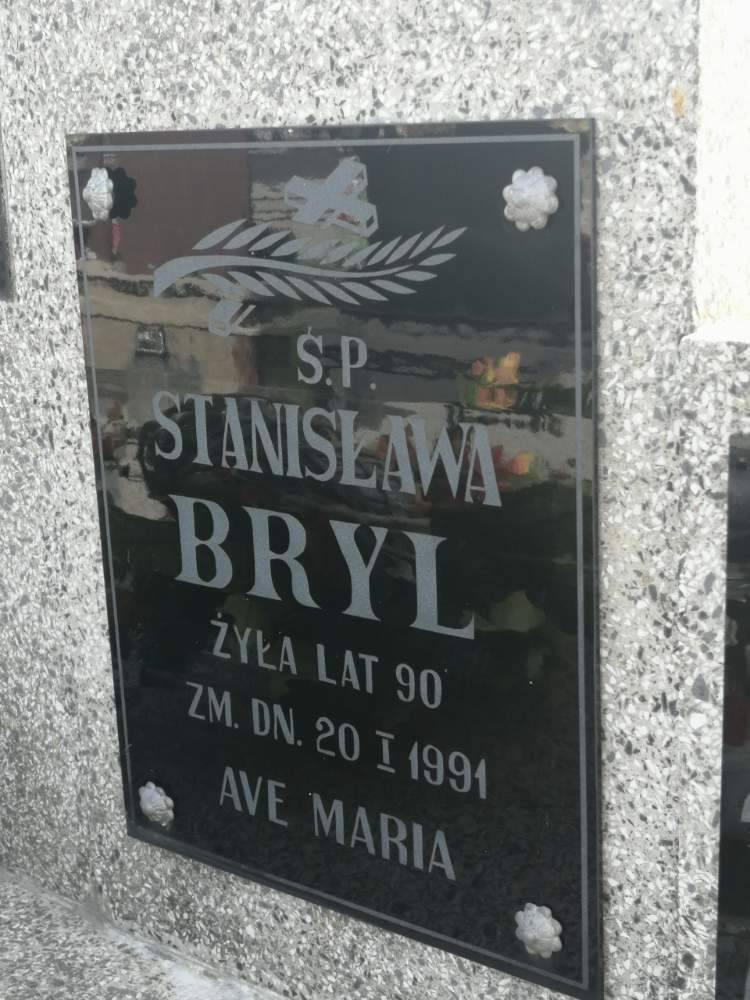 Ś.P.
STANISŁAWA
BRYL
ŻYŁA LAT 90
ZM. DN. 20 I 1991
AVE MARIA